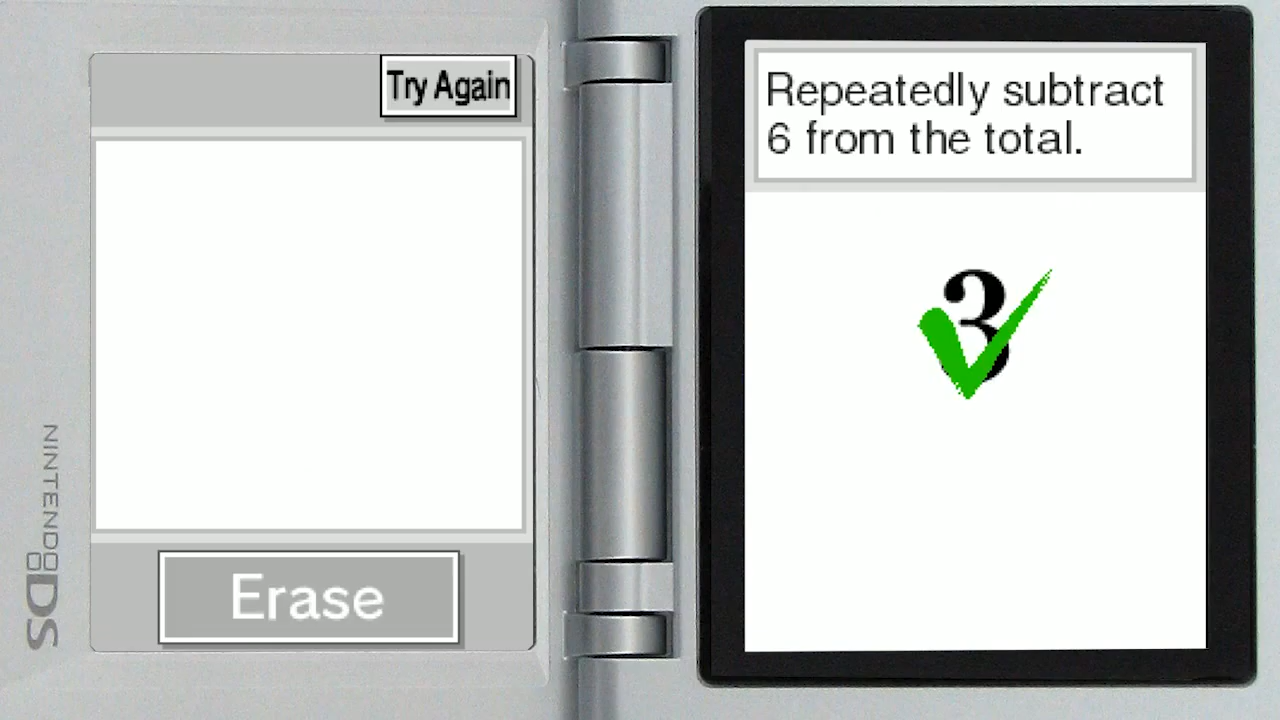 Try Again
Erase
NINTENDO DS
Repeatedly subtract
6 from the total.
3